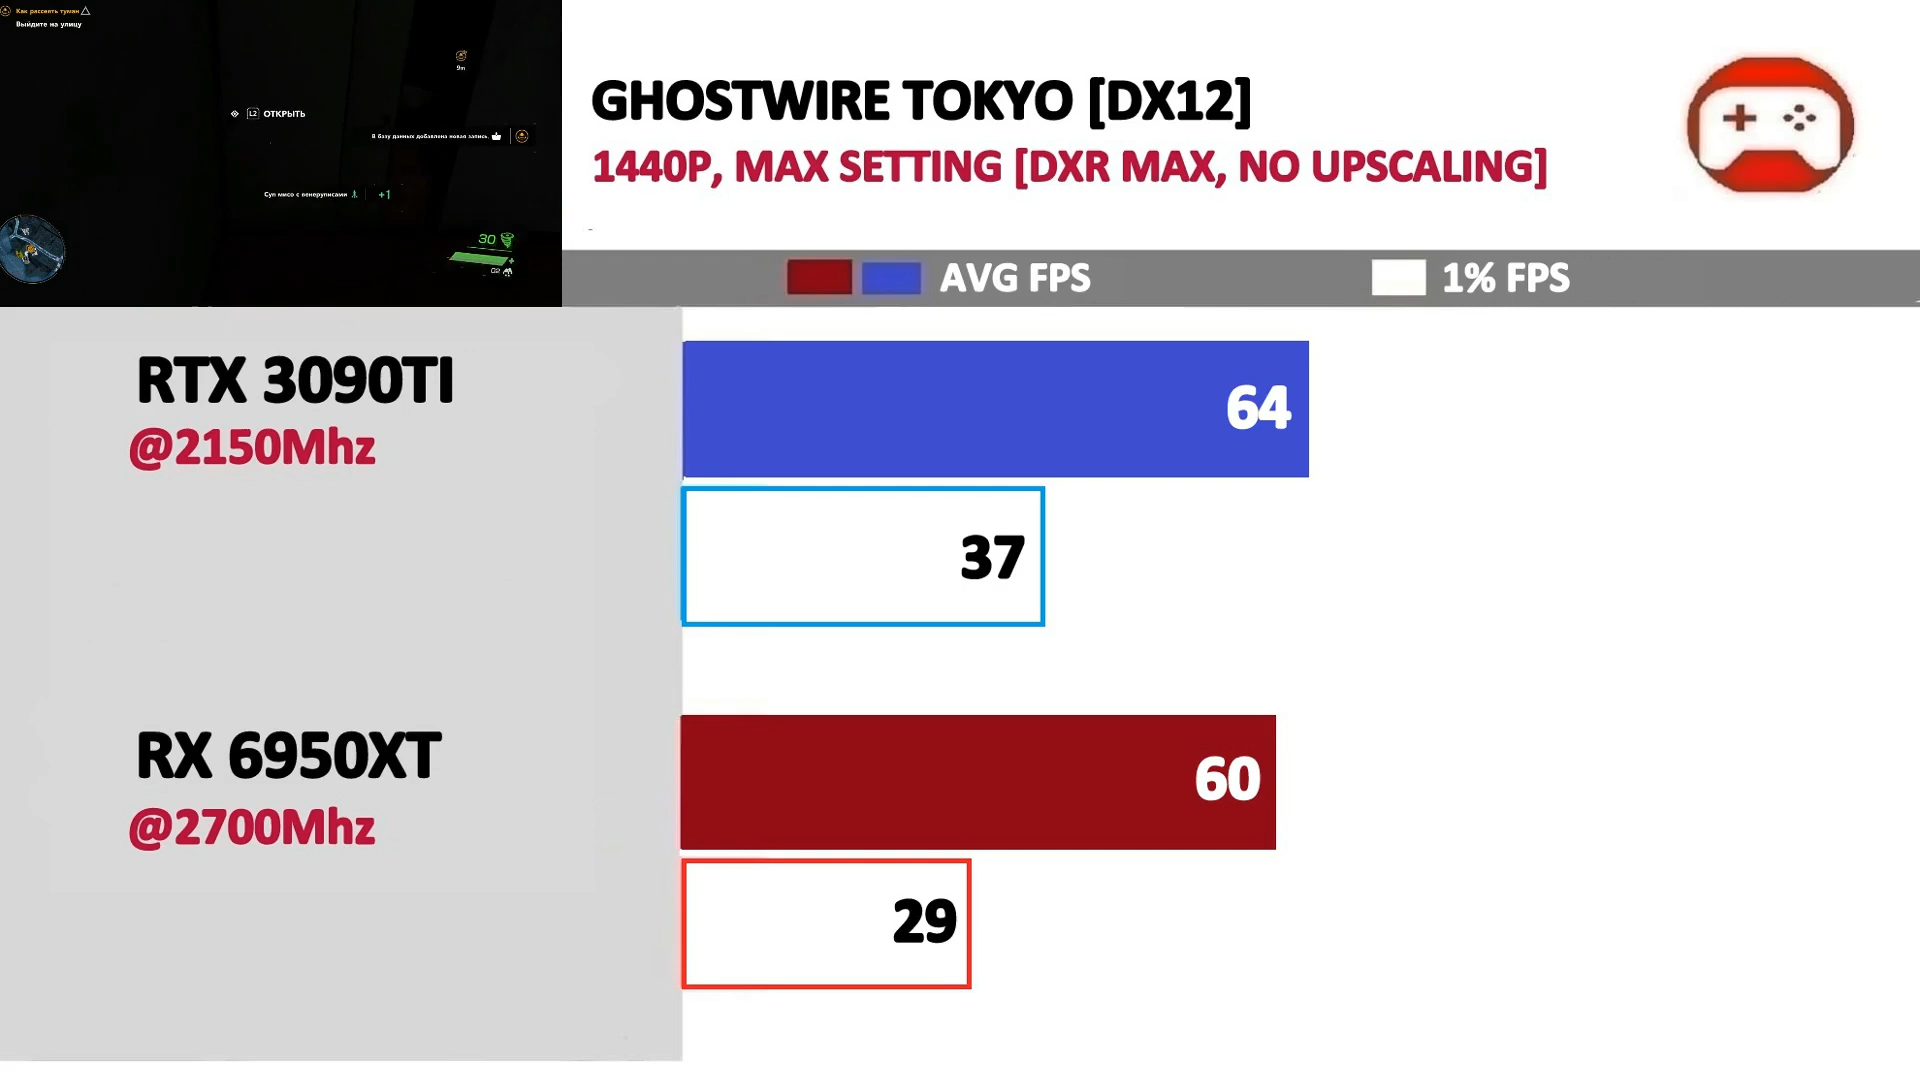 Как рассеять туман
Выйдите на улицу
9m
L2 ОТКРЫТЬ
В базу данных добавлена новая запись.
Суп мисо с венеруписами +1
30
02
GHOSTWIRE TOKYO [DX12]
1440P, MAX SETTING [DXR MAX, NO UPSCALING]
AVG FPS
1% FPS
RTX 3090TI
@2150Mhz
64
37
RX 6950XT
@2700Mhz
60
29